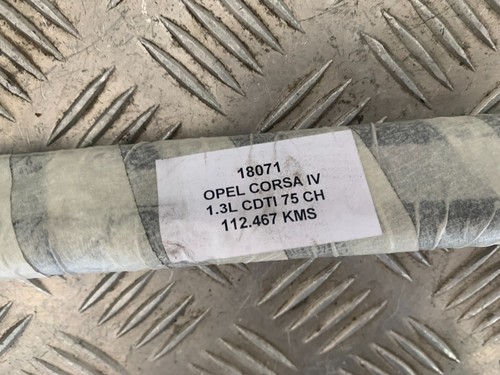 18071
OPEL CORSA IV
1.3L CDTI 75 CH
112.467 KMS